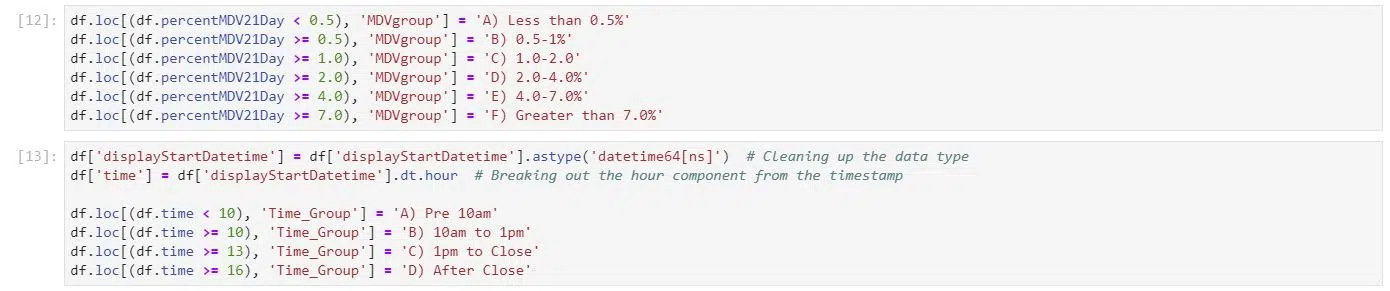 [12]: df.loc[(df.percentMDV21Day < 0.5), 'MDVgroup'] = 'A) Less than 0.5%'
df.loc[(df.percentMDV21Day >= 0.5), 'MDVgroup'] = 'B) 0.5-1%'
df.loc[(df.percentMDV21Day >= 1.0), 'MDVgroup'] = 'C) 1.0-2.0'
df.loc[(df.percentMDV21Day >= 2.0), 'MDVgroup'] = 'D) 2.0-4.0%'
df.loc[(df.percentMDV21Day >= 4.0), 'MDVgroup'] = 'E) 4.0-7.0%'
df.loc[(df.percentMDV21Day >= 7.0), 'MDVgroup'] = 'F) Greater than 7.0%'
[13]: df['displayStartDatetime'] = df['displayStartDatetime'].astype('datetime64[ns]')  # Cleaning up the data type
df['time'] = df['displayStartDatetime'].dt.hour  # Breaking out the hour component from the timestamp
df.loc[(df.time < 10), 'Time_Group'] = 'A) Pre 10am'
df.loc[(df.time >= 10), 'Time_Group'] = 'B) 10am to 1pm'
df.loc[(df.time >= 13), 'Time_Group'] = 'C) 1pm to Close'
df.loc[(df.time >= 16), 'Time_Group'] = 'D) After Close'